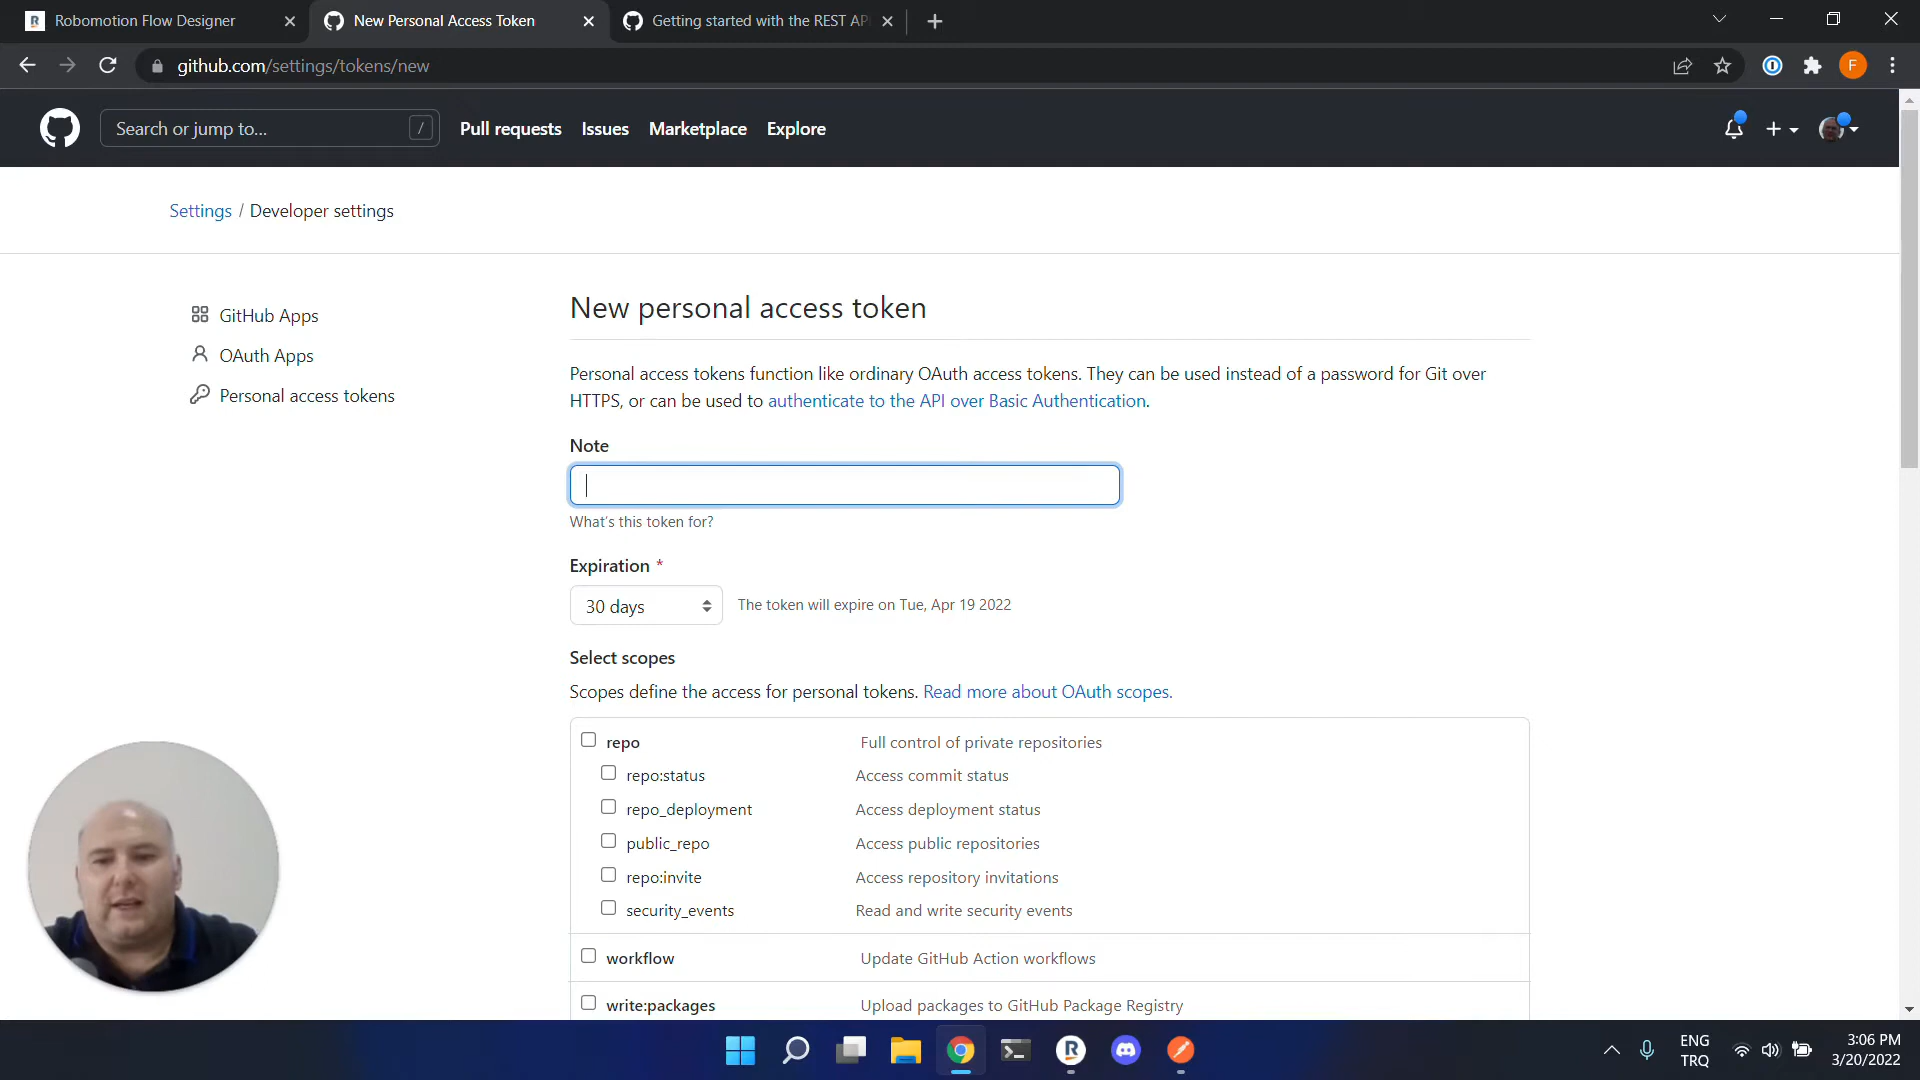 Robomotion Flow Designer
New Personal Access Token
Getting started with the REST AP
github.com/settings/tokens/new
F
Search or jump to...
/
Pull requests
Issues
Marketplace
Explore
Settings / Developer settings
GitHub Apps
OAuth Apps
Personal access tokens
New personal access token
Personal access tokens function like ordinary OAuth access tokens. They can be used instead of a password for Git over
HTTPS, or can be used to authenticate to the API over Basic Authentication.
Note
What's this token for?
Expiration *
30 days
The token will expire on Tue, Apr 19 2022
Select scopes
Scopes define the access for personal tokens. Read more about OAuth scopes.
repo Full control of private repositories
repo:status Access commit status
repo_deployment Access deployment status
public_repo Access public repositories
repo:invite Access repository invitations
security_events Read and write security events
workflow Update GitHub Action workflows
write:packages Upload packages to GitHub Package Registry
ENG
TRQ
3:06 PM
3/20/2022